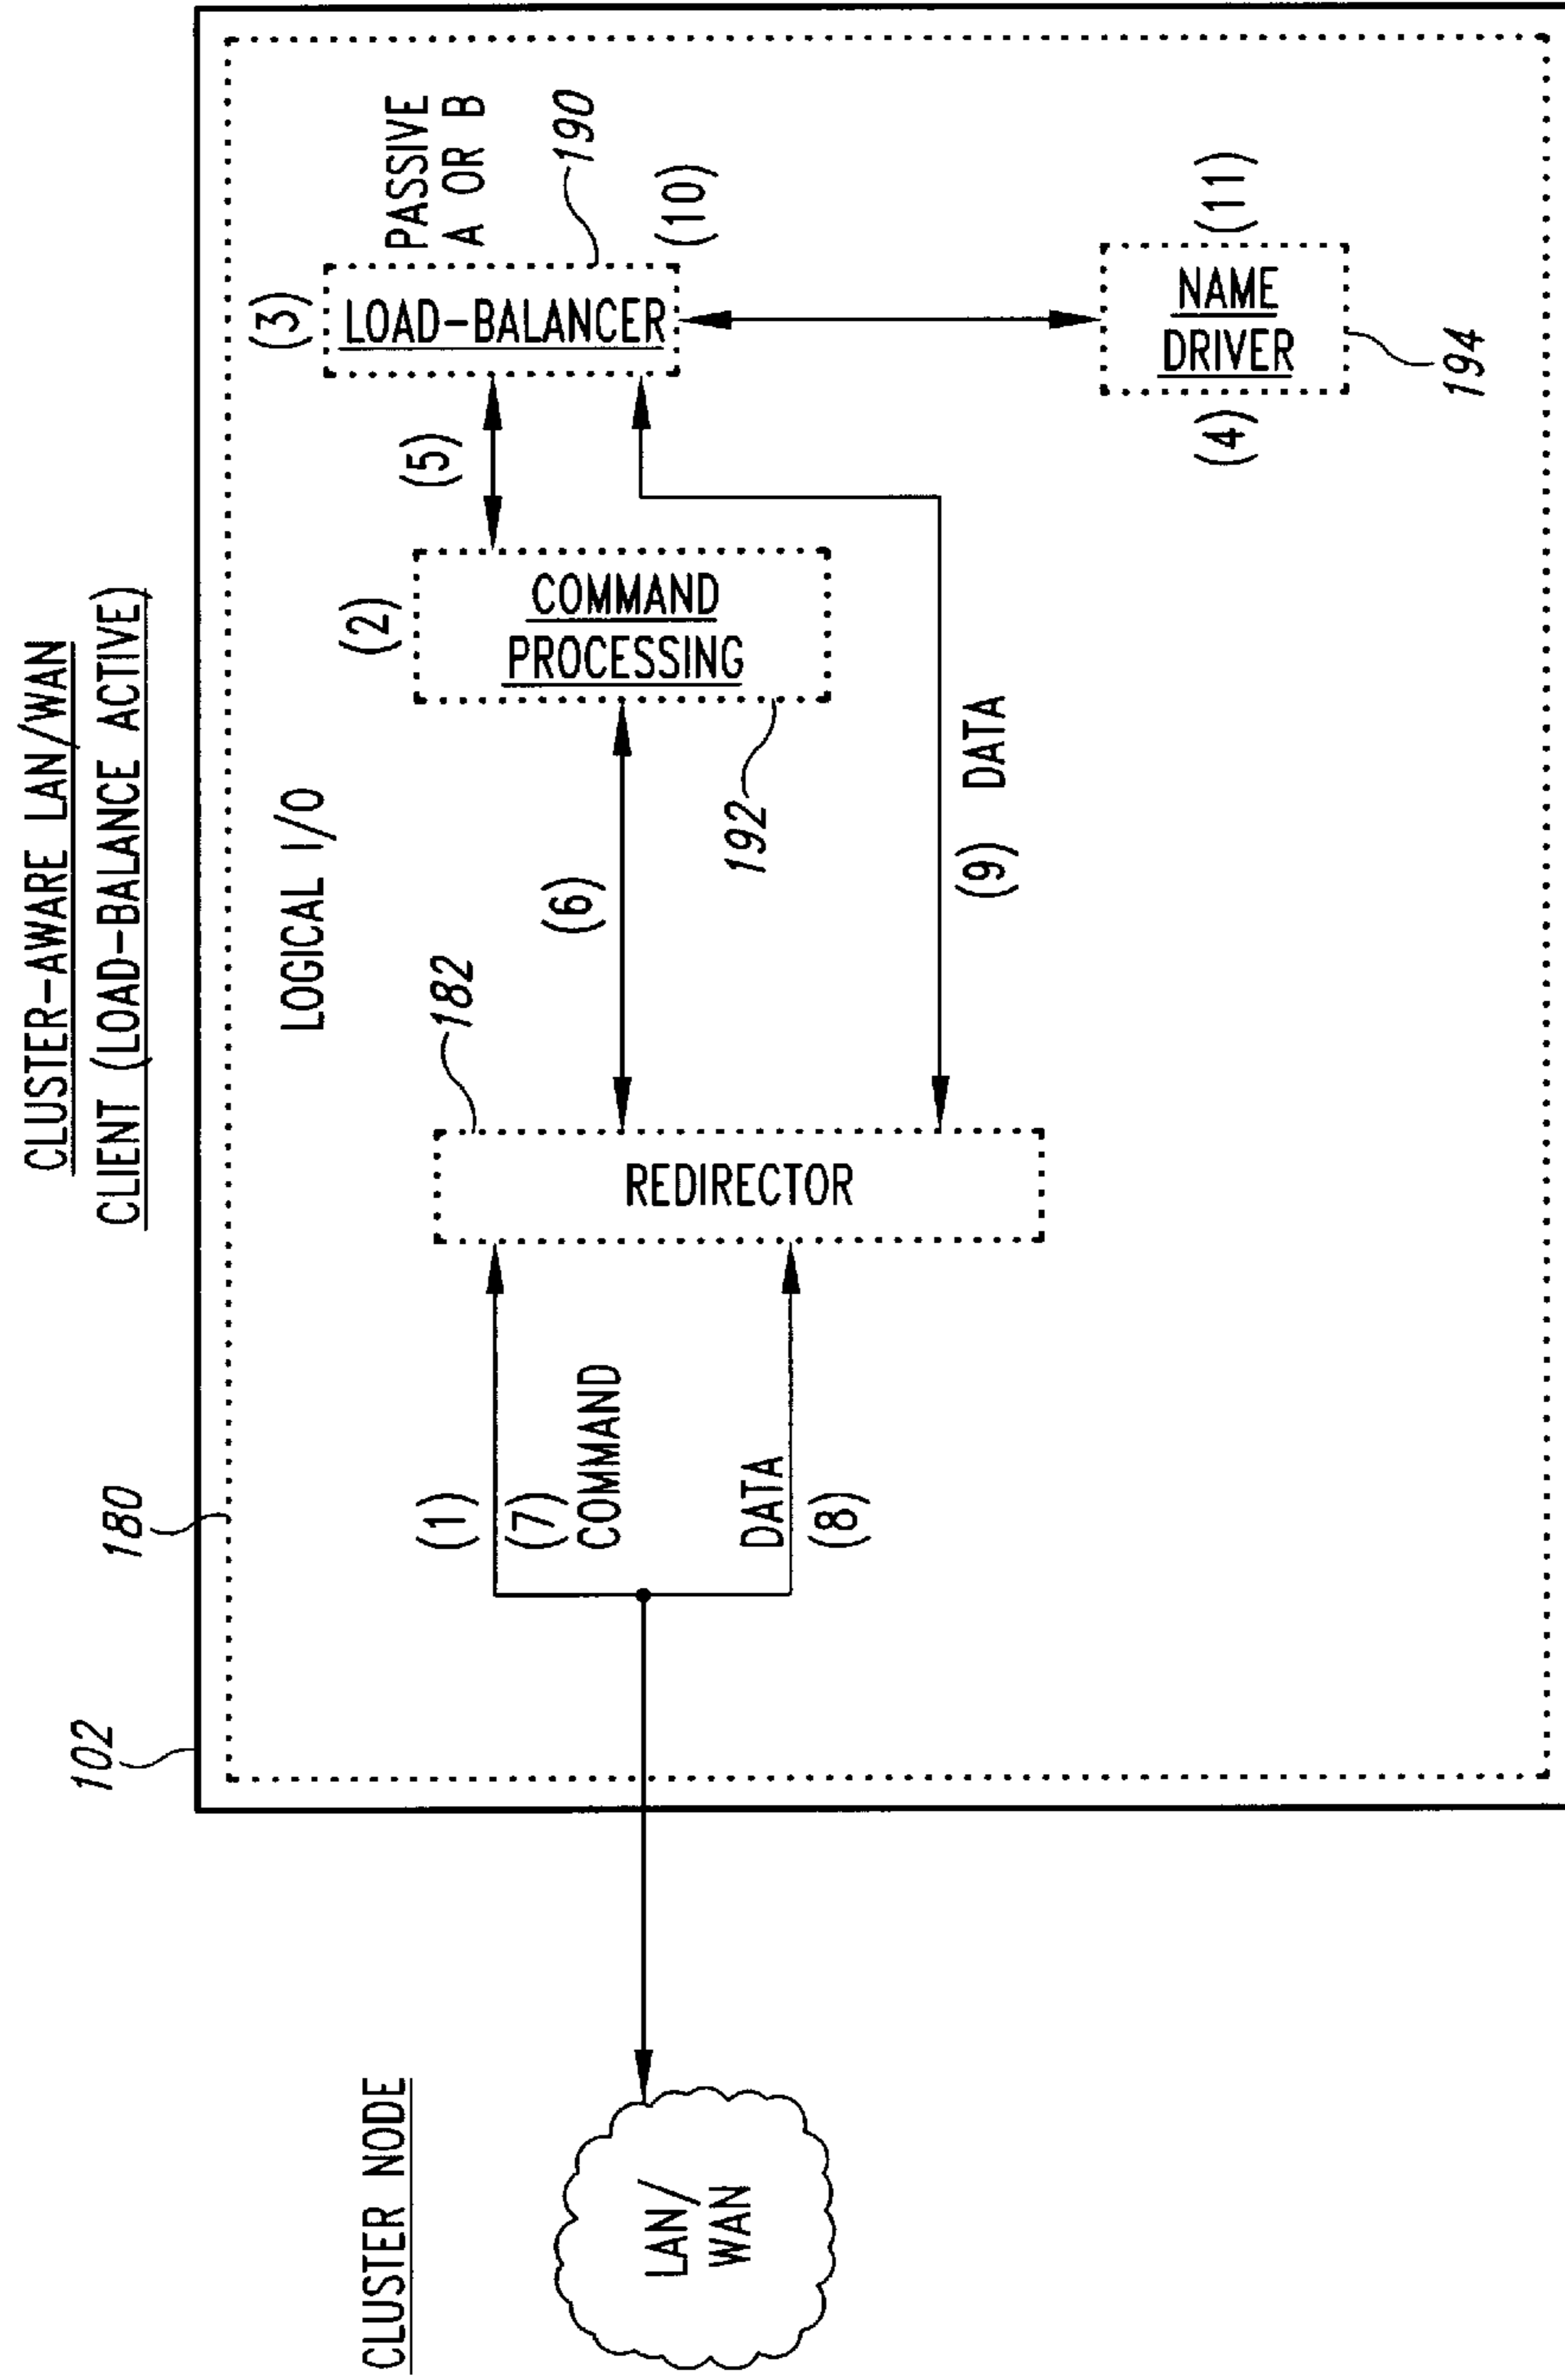 CLUSTER-AWARE LAN/WAN
CLIENT (LOAD-BALANCE ACTIVE)
CLUSTER NODE
LAN/
WAN
102
180
LOGICAL I/O
(1)
(7)
COMMAND
DATA
(8)
182
REDIRECTOR
(6)
(2)
COMMAND
PROCESSING
192
(9) DATA
(5)
(3)
LOAD-BALANCER
PASSIVE
A OR B
190
(10)
NAME
DRIVER
(4)
(11)
194